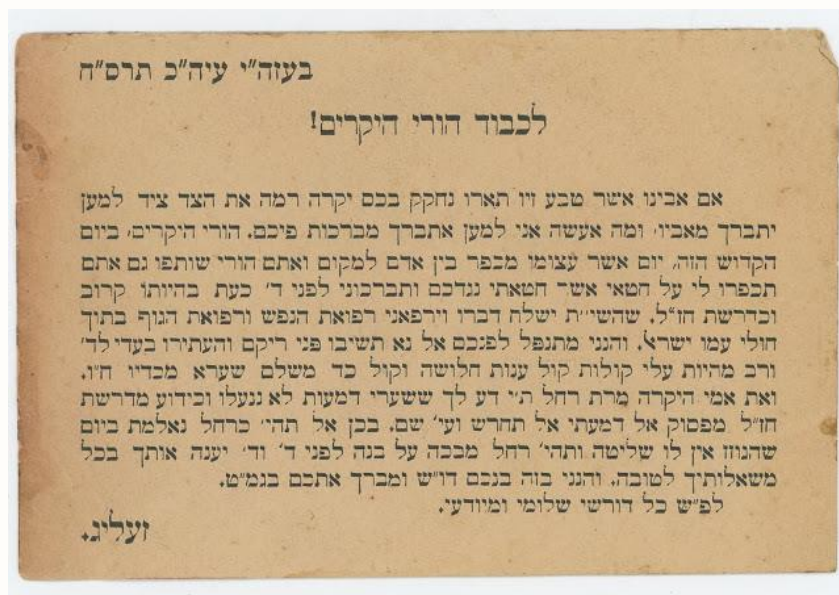 בעזה"י עיה"כ תרס"ח
לכבוד הורי היקרים!
אם אבינו אשר טבע זיו תארו נחקק בכם יקרה רמה את הצד ציד למען
יתברך מאביו, ומה אעשה אני למען אתברך מברכות פיכם. הורי היקרים, ביום
הקדוש הזה, יום אשר עצימו מכפר בין אדם למקום ואתם הורי שותפו גם אתם
תכפרו לי על חטאי אשר חטאתי נגדכם ותברכוני לפני ד' כעת בהיותו קרוב
וכדרשת חז"ל, שהשי"ת ישלח דברו וירפאני רפואת הנפש ורפואת הגוף בתוך
חולי עמו ישראל. והנני מתנפל לפנכם אל נא תשיבו פני ריקם והעתירו בעדי לד'
ורב מהיות עלי קולות קול ענות חלושה וקול כד משלם שערא מכדיו ח"ו.
ואת אמי היקרה מרת רחל ת"י דע לך ששערי דמעות לא ננעלו וכידוע מדרשת
חז"ל מפסוק אל דמעתי אל תחרש ועי' שם. בכן אל תהי' כרחל נאלמת ביום
שהגוזז אין לו שליטה ותהי' רחל מבכה על בנה לפני ד' וד' יענה אותך בכל
משאלותיך לטובה. והנני בזה בנכם דו"ש ומברך אתכם בגמ"ט.
לפ"ש כל דורשי שלומי ומיודעי.
זעליג.